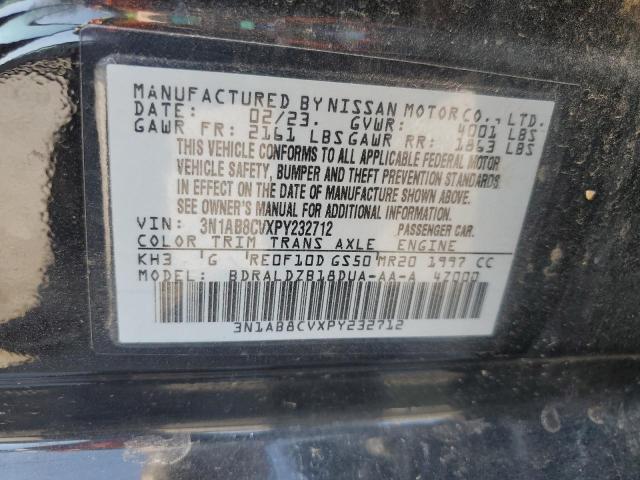 MANUFACTURED BY NISSAN MOTOR CO., LTD.
DATE: 02/23. GVWR: 4001 LBS
GAWR FR: 2161 LBS GAWR RR: 1863 LBS
THIS VEHICLE CONFORMS TO ALL APPLICABLE FEDERAL MOTOR
VEHICLE SAFETY, BUMPER AND THEFT PREVENTION STANDARDS
IN EFFECT ON THE DATE OF MANUFACTURE SHOWN ABOVE.
SEE OWNER'S MANUAL FOR ADDITIONAL INFORMATION.
VIN: 3N1AB8CVXPY232712 PASSENGER CAR.
COLOR TRIM TRANS AXLE ENGINE
KH3 G RE0F10D GS50 MR20 1997 CC
MODEL: BDRALDZB18DUA-AA-A 47000
3N1AB8CVXPY232712